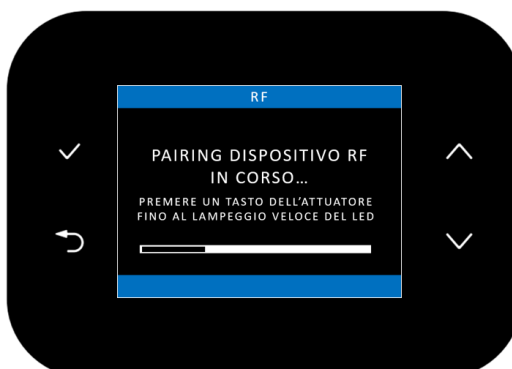 RF
PAIRING DISPOSITIVO RF
IN CORSO...
PREMERE UN TASTO DELL'ATTUATORE
FINO AL LAMPEGGIO VELOCE DEL LED